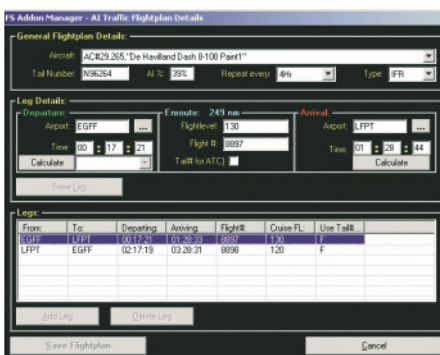 FS Addon Manager - AI Traffic Flightplan Details
General Flightplan Details:
Aircraft: AC#29,265,"De Havilland Dash 8-100 Paint1"
Tail Number: N96264 AI %: 39% Repeat every: 4Hr Type: IFR
Leg Details:
Departure: Enroute: 249 nm Arrival:
Airport: EGFF ... Flightlevel: 130 Airport: LFPT ...
Time: 00 : 17 : 21 Flight #: 8897 Time: 01 : 28 : 44
Calculate Tail# for ATC) Calculate
Save Leg
Legs:
From: To: Departing: Arriving: Flight#: Cruise FL: Use Tail#...
EGFF LFPT 00:17:21 01:28:33 8897 130 F
LFPT EGFF 02:17:19 03:28:31 8898 120 F
Add Leg Delete Leg
Save Flightplan Cancel